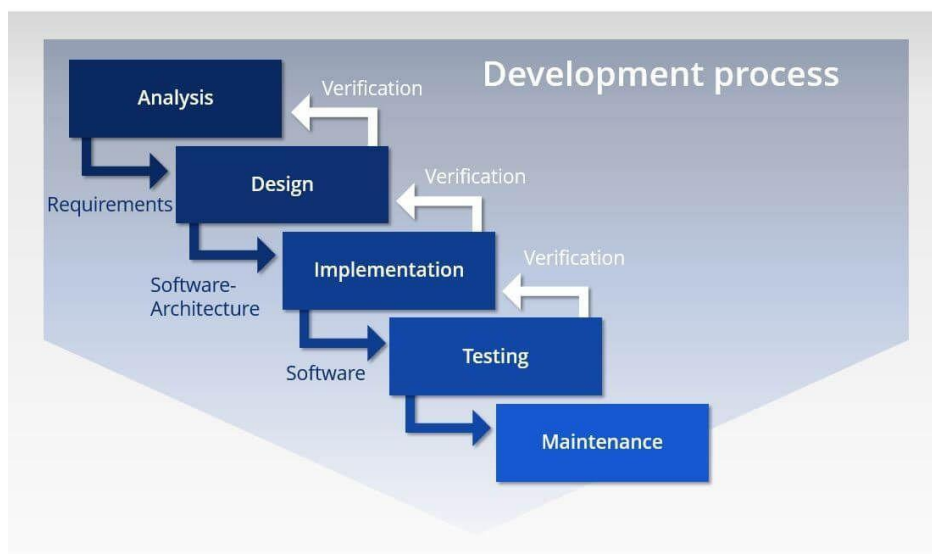 Development process
Analysis
Verification
Requirements
Design
Verification
Software-
Architecture
Implementation
Verification
Software
Testing
Maintenance